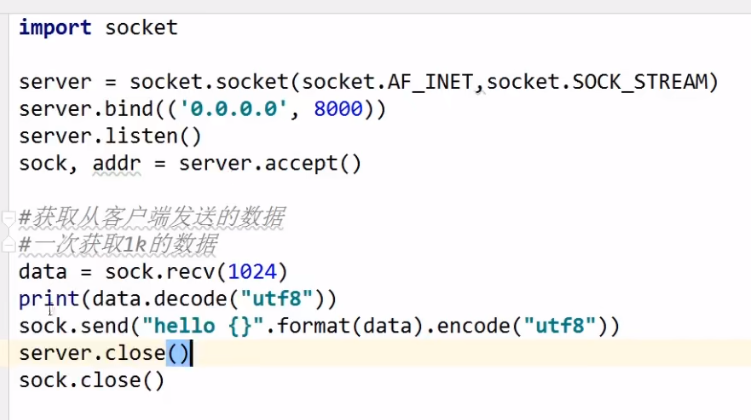 import socket
server = socket.socket(socket.AF_INET,socket.SOCK_STREAM)
server.bind(('0.0.0.0', 8000))
server.listen()
sock, addr = server.accept()
#获取从客户端发送的数据
#一次获取1k的数据
data = sock.recv(1024)
print(data.decode("utf8"))
sock.send("hello {}".format(data).encode("utf8"))
server.close()
sock.close()